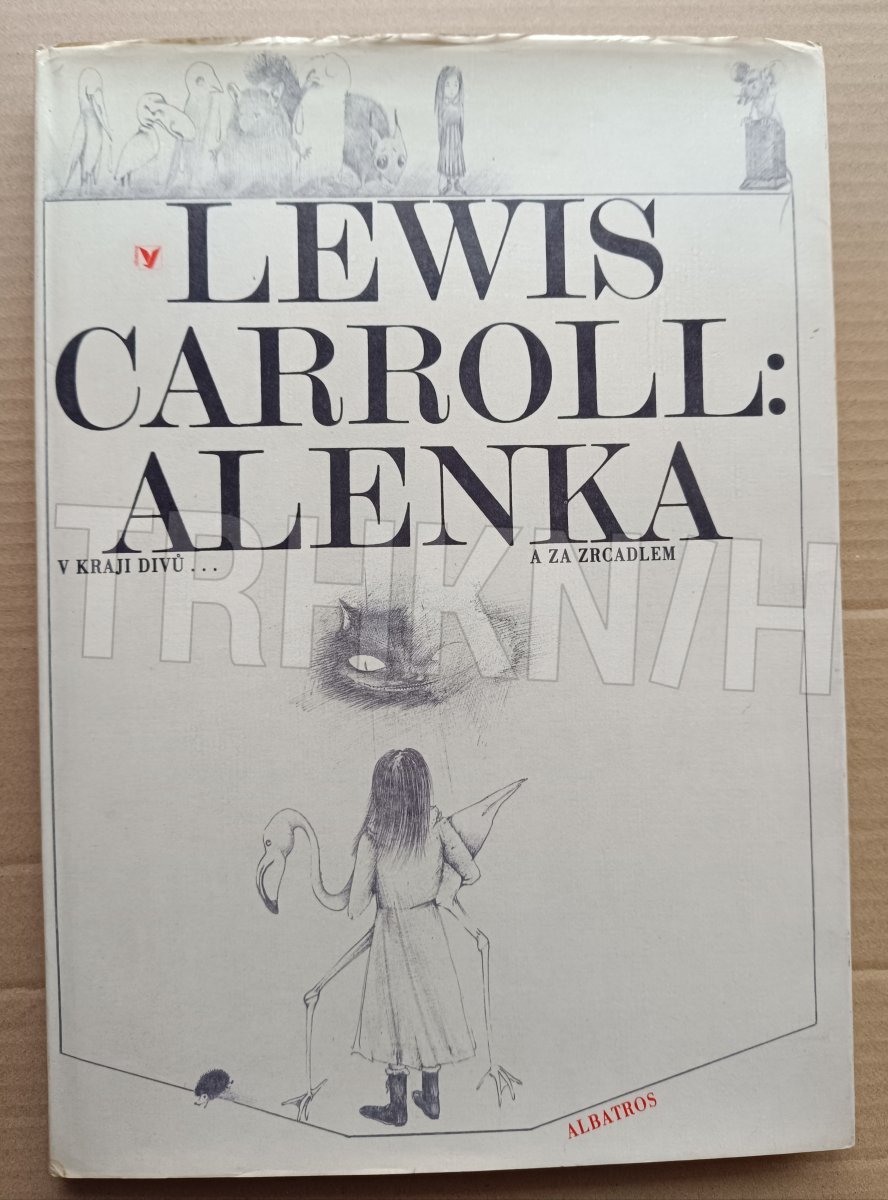 LEWIS
CARROLL:
ALENKA
V KRAJI DIVŮ . . .
A ZA ZRCADLEM
TRHKNIH
ALBATROS